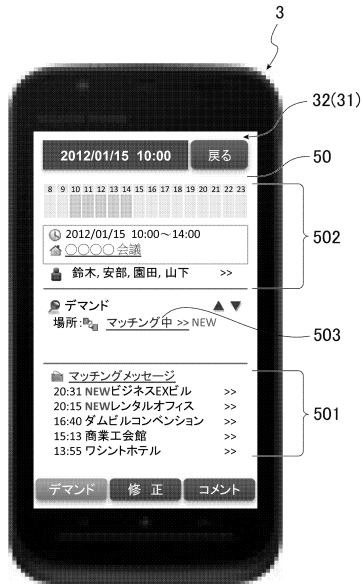 3
32(31)
2012/01/15 10:00 戻る
50
8 9 10 11 12 13 14 15 16 17 18 19 20 21 22 23
2012/01/15 10:00～14:00
〇〇〇〇会議
502
鈴木, 安部, 園田, 山下 >>
デマンド ▲ ▼
場所: マッチング中 >> NEW
503
マッチングメッセージ
20:31 NEWビジネスEXビル >>
20:15 NEWレンタルオフィス >>
16:40 ダムビルコンベンション >>
501
15:13 商業工会館 >>
13:55 ワシントホテル >>
デマンド 修 正 コメント